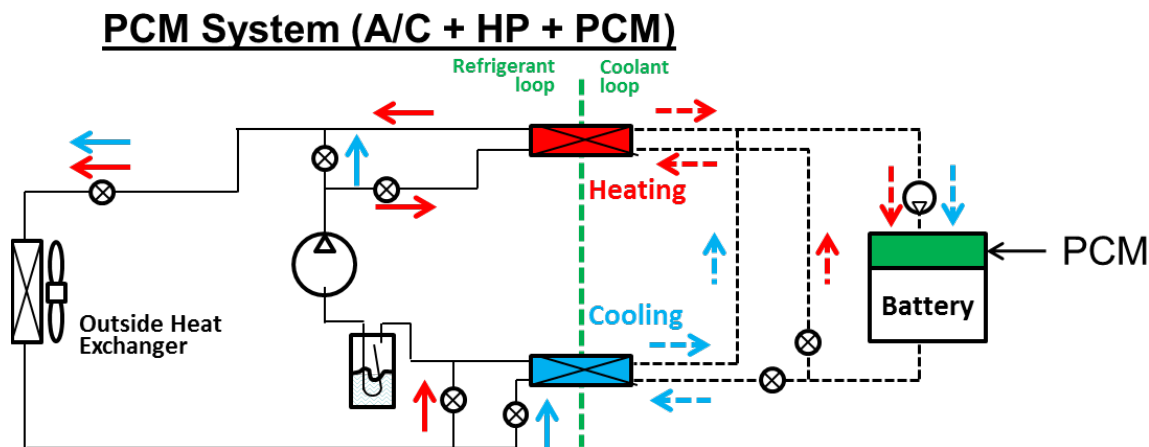 PCM System (A/C + HP + PCM)
Refrigerant
loop
Coolant
loop
Heating
PCM
Battery
Cooling
Outside Heat
Exchanger